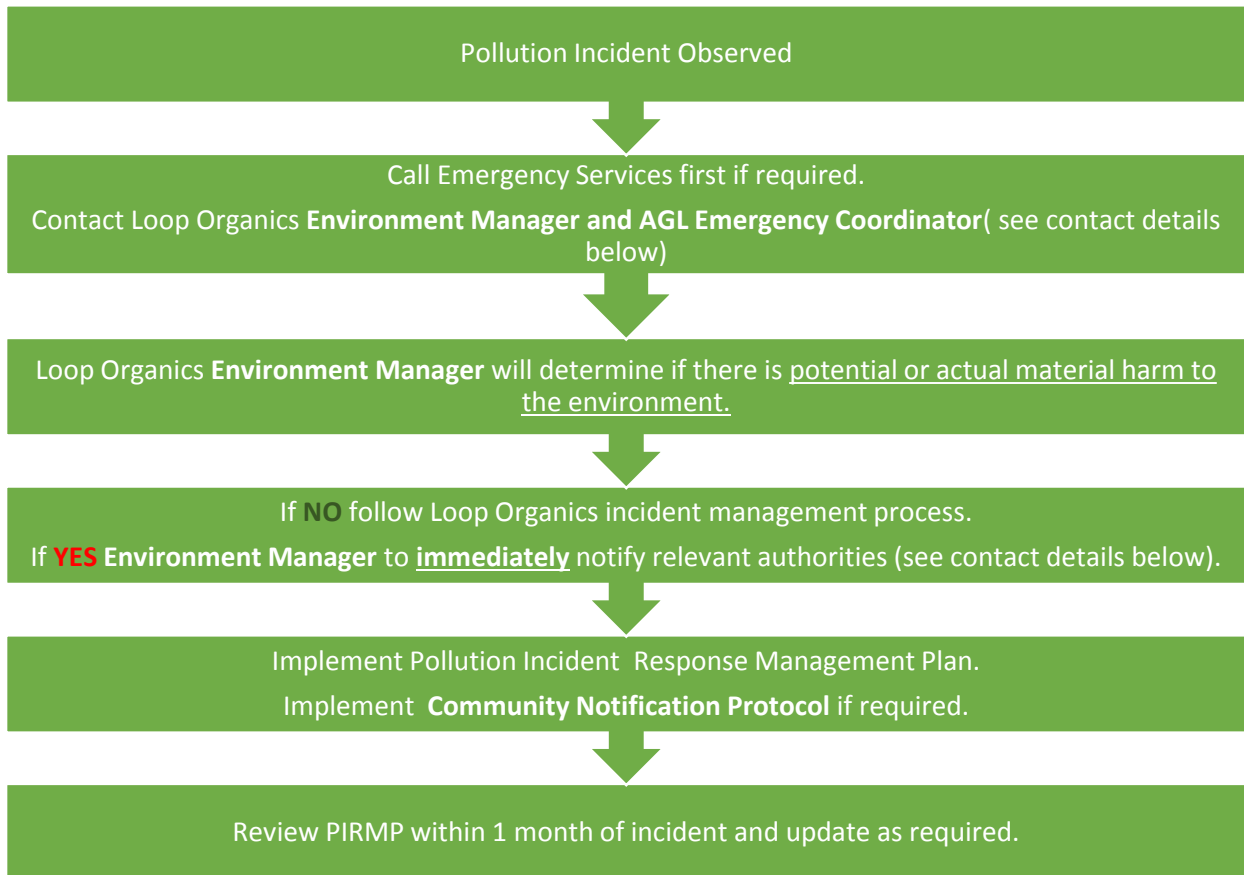 Pollution Incident Observed
Call Emergency Services first if required.
Contact Loop Organics Environment Manager and AGL Emergency Coordinator( see contact details
below)
Loop Organics Environment Manager will determine if there is potential or actual material harm to
the environment.
If NO follow Loop Organics incident management process.
If YES Environment Manager to immediately notify relevant authorities (see contact details below).
Implement Pollution Incident  Response Management Plan.
Implement  Community Notification Protocol if required.
Review PIRMP within 1 month of incident and update as required.